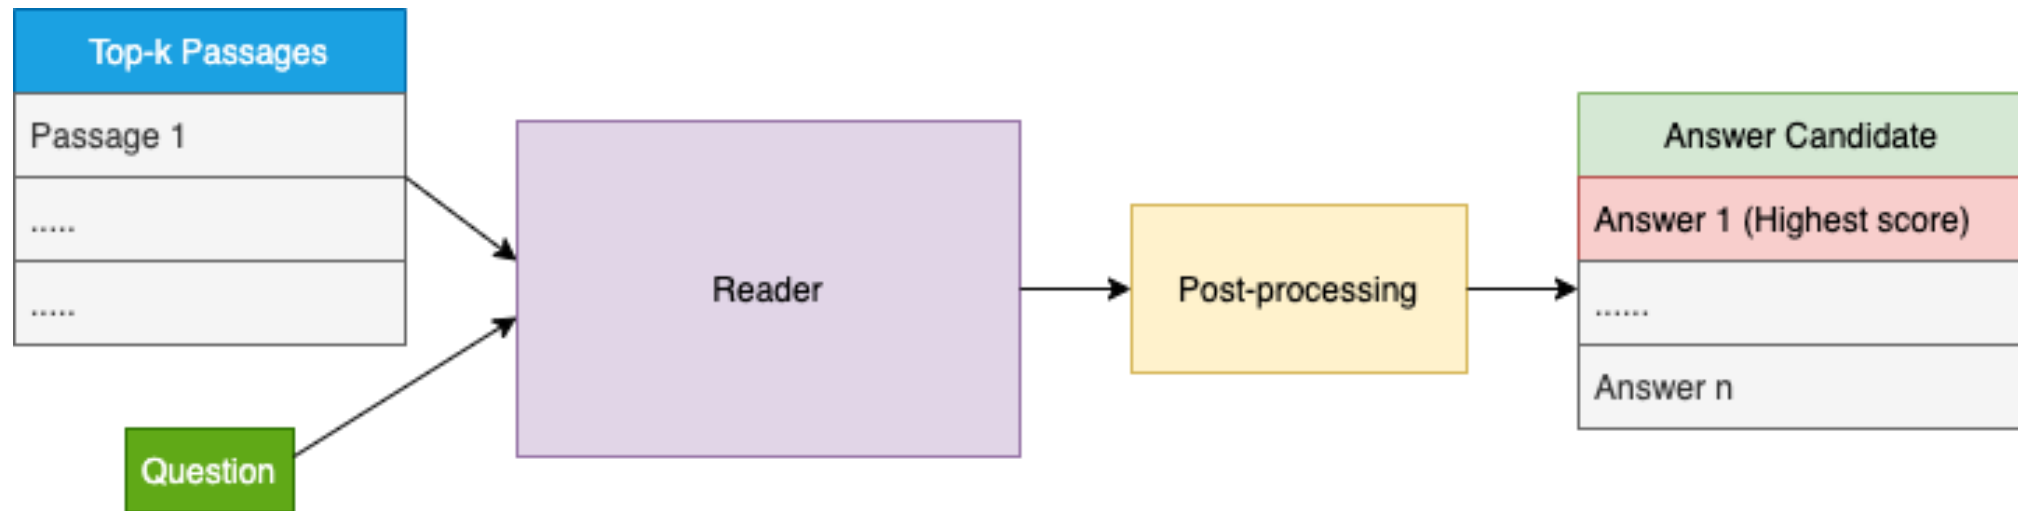 Top-k Passages
Passage 1
.....
.....
Question
Reader
Post-processing
Answer Candidate
Answer 1 (Highest score)
......
Answer n